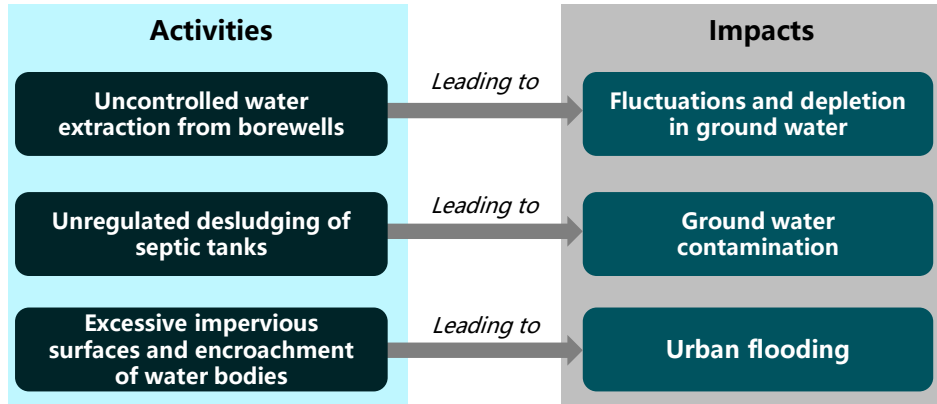 Activities
Impacts
Uncontrolled water
extraction from borewells
Leading to
Fluctuations and depletion
in ground water
Unregulated desludging of
septic tanks
Leading to
Ground water
contamination
Excessive impervious
surfaces and encroachment
of water bodies
Leading to
Urban flooding